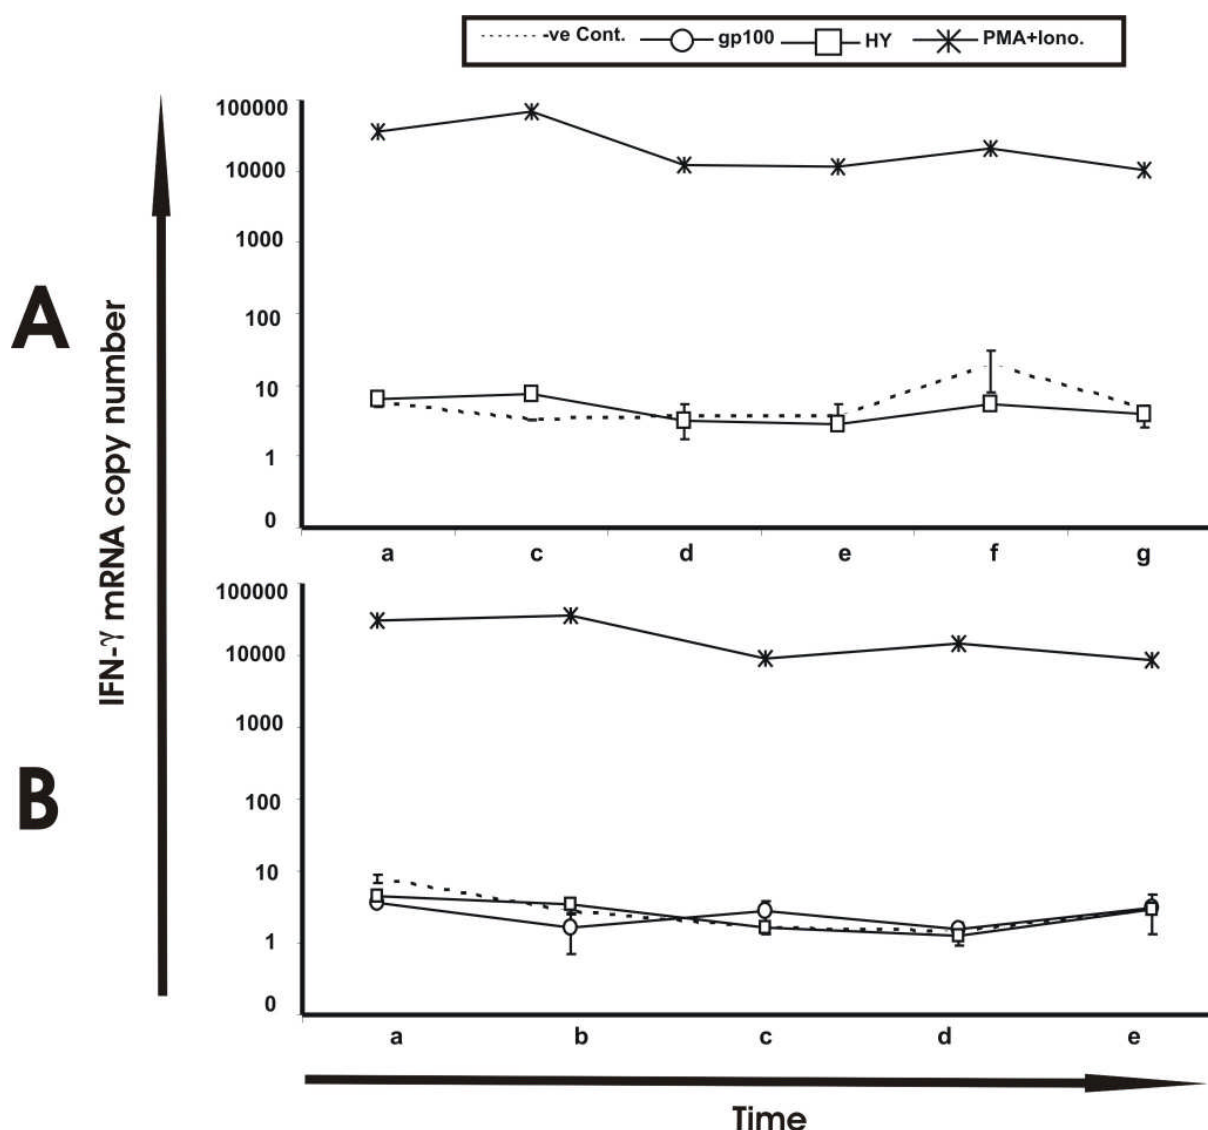 -ve Cont. gp100 HY PMA+Iono.
A
B
IFN-γ mRNA copy number
100000
10000
1000
100
10
1
0
a c d e f g
100000
10000
1000
100
10
1
0
a b c d e
Time